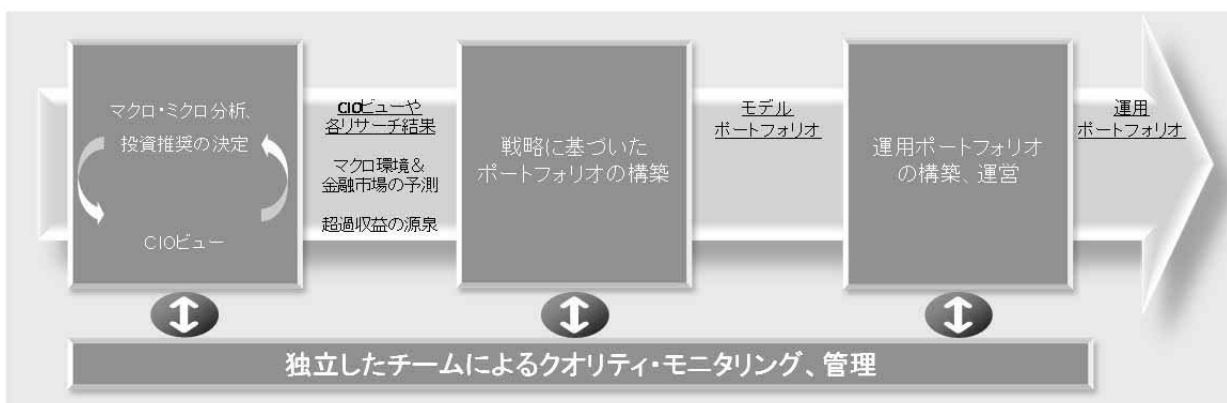 マクロ・ミクロ分析、
投資推奨の決定
CIOビュー
CIOビューや
各リサーチ結果
マクロ環境＆
金融市場の予測
超過収益の源泉
戦略に基づいた
ポートフォリオの構築
モデル
ポートフォリオ
運用ポートフォリオ
の構築、運営
運用
ポートフォリオ
独立したチームによるクオリティ・モニタリング、管理